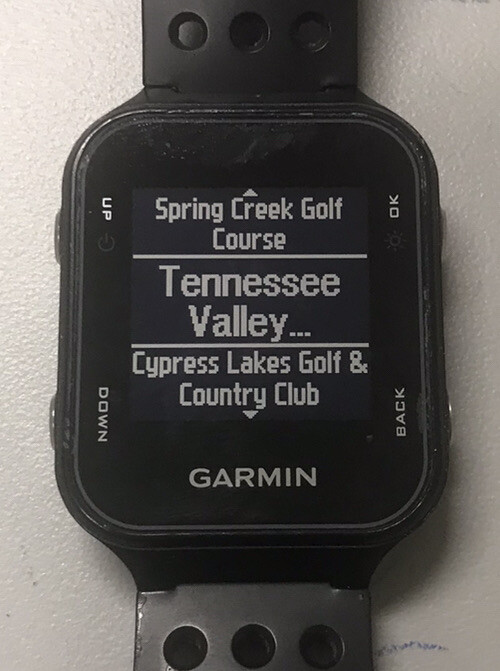 UP
OK
Spring Creek Golf
Course
Tennessee
Valley...
Cypress Lakes Golf &
Country Club
DOWN
BACK
GARMIN